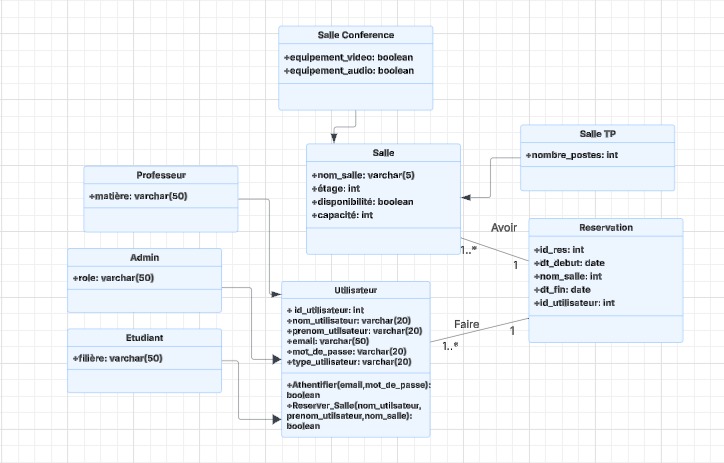 Salle Conference
+equipement_video: boolean
+equipement_audio: boolean
Salle
+nom_salle: varchar(5)
+étage: int
+disponibilité: boolean
+capacité: int
Salle TP
+nombre_postes: int
Professeur
+matière: varchar(50)
Admin
+role: varchar(50)
Etudiant
+filière: varchar(50)
Utilisateur
+ id_utilisateur: int
+nom_utilisateur: varchar(20)
+prenom_utilisateur: varchar(20)
+email: varchar(50)
+mot_de_passe: varchar(20)
+type_utilisateur: varchar(20)
+Athentifier(email,mot_de_passe):
boolean
+Reserver_Salle(nom_utilsateur,
prenom_utlisateur,nom_salle):
boolean
Reservation
+id_res: int
+dt_debut: date
+nom_salle: int
+dt_fin: date
+id_utilisateur: int
Avoir
1..*
1
Faire
1..*
1